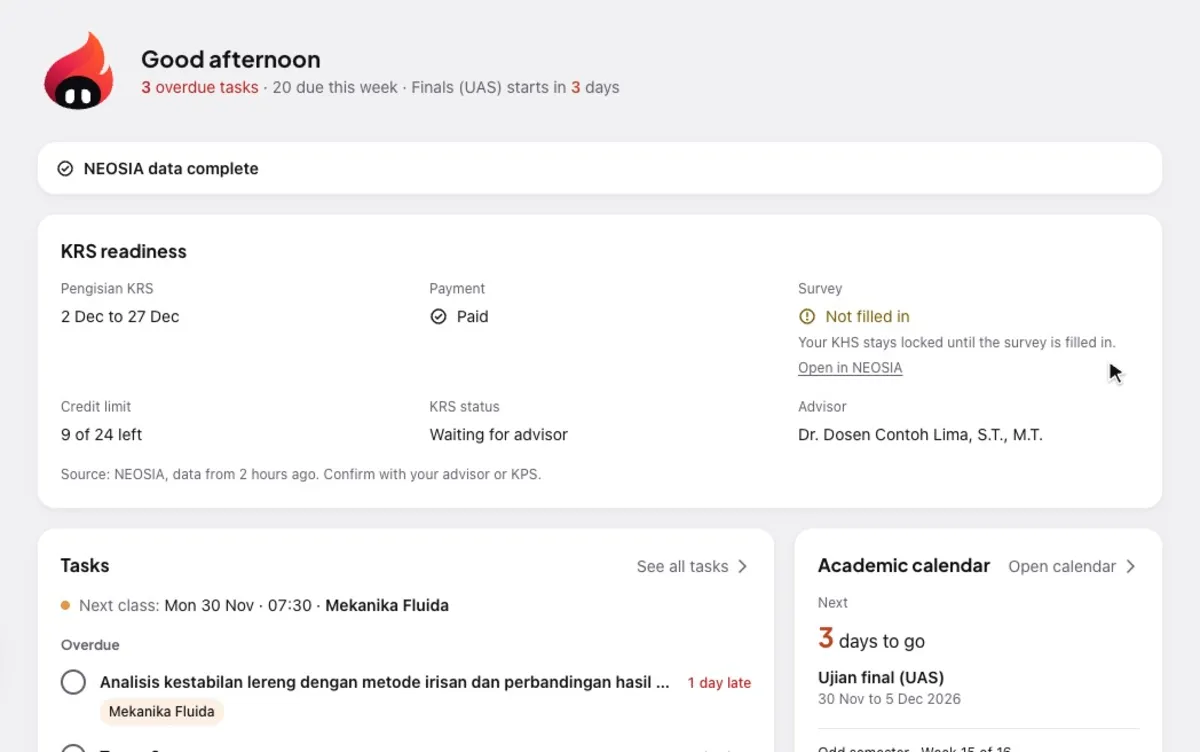 Good afternoon
3 overdue tasks · 20 due this week · Finals (UAS) starts in 3 days
NEOSIA data complete
KRS readiness
Pengisian KRS
2 Dec to 27 Dec
Payment
Paid
Survey
Not filled in
Your KHS stays locked until the survey is filled in.
Open in NEOSIA
Credit limit
9 of 24 left
KRS status
Waiting for advisor
Advisor
Dr. Dosen Contoh Lima, S.T., M.T.
Source: NEOSIA, data from 2 hours ago. Confirm with your advisor or KPS.
Tasks
See all tasks
Next class: Mon 30 Nov · 07:30 · Mekanika Fluida
Overdue
Analisis kestabilan lereng dengan metode irisan dan perbandingan hasil ...
1 day late
Mekanika Fluida
Academic calendar
Open calendar
Next
3 days to go
Ujian final (UAS)
30 Nov to 5 Dec 2026
Odd semester · Week 15 of 16